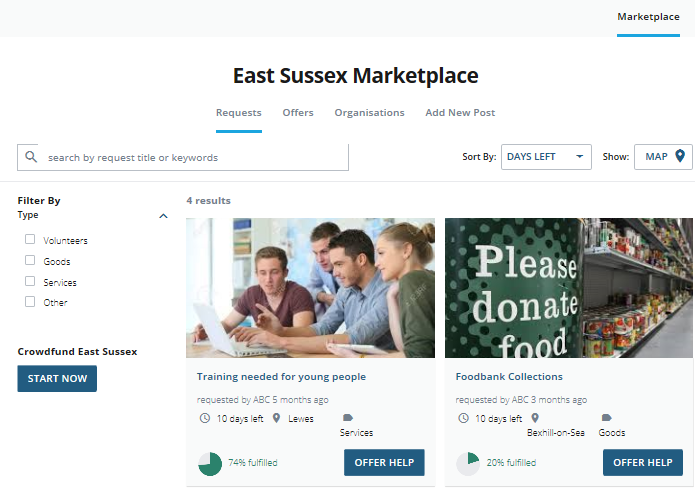 Marketplace
East Sussex Marketplace
Requests Offers Organisations Add New Post
search by request title or keywords
Sort By: DAYS LEFT Show: MAP
Filter By
Type
Volunteers
Goods
Services
Other
Crowdfund East Sussex
START NOW
4 results
Please
donate
food
Training needed for young people
requested by ABC 5 months ago
10 days left Lewes
Services
74% fulfilled OFFER HELP
Foodbank Collections
requested by ABC 3 months ago
10 days left
Bexhill-on-Sea Goods
20% fulfilled OFFER HELP